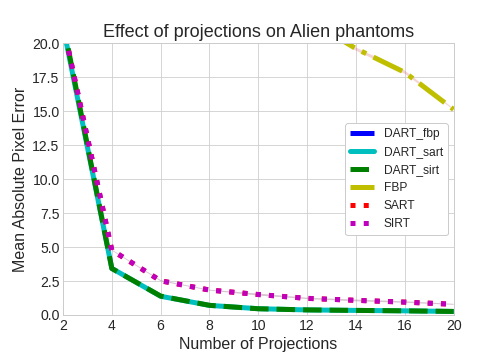 Effect of projections on Alien phantoms
Mean Absolute Pixel Error
20.0
17.5
15.0
12.5
10.0
7.5
5.0
2.5
0.0
DART_fbp
DART_sart
DART_sirt
FBP
SART
SIRT
2 4 6 8 10 12 14 16 18 20
Number of Projections